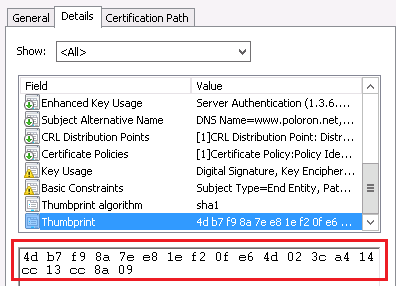 General Details Certification Path
Show: <All>
Field Value
Enhanced Key Usage Server Authentication (1.3.6....
Subject Alternative Name DNS Name=www.poloron.net,...
CRL Distribution Points [1]CRL Distribution Point: Distr...
Certificate Policies [1]Certificate Policy:Policy Ide...
Key Usage Digital Signature, Key Encipher...
Basic Constraints Subject Type=End Entity, Pat...
Thumbprint algorithm sha1
Thumbprint 4d b7 f9 8a 7e e8 1e f2 0f e6 ...
4d b7 f9 8a 7e e8 1e f2 0f e6 4d 02 3c a4 14
cc 13 cc 8a 09